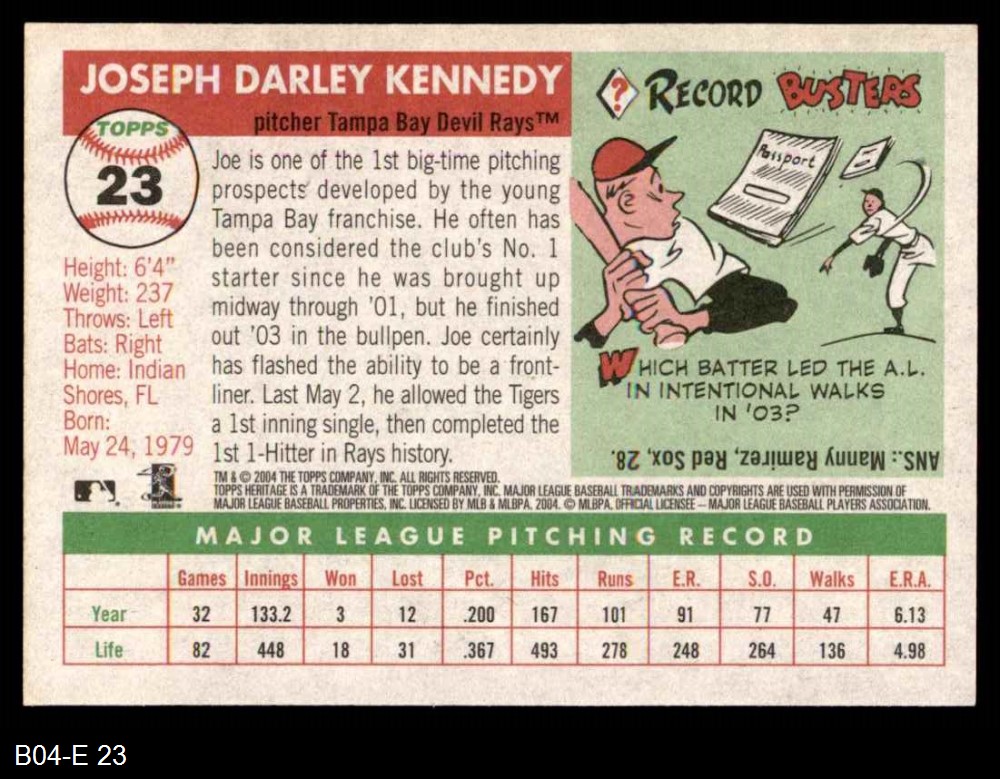 JOSEPH DARLEY KENNEDY
pitcher Tampa Bay Devil Rays™
TOPPS
23
Height: 6'4"
Weight: 237
Throws: Left
Bats: Right
Home: Indian
Shores, FL
Born:
May 24, 1979
Joe is one of the 1st big-time pitching
prospects developed by the young
Tampa Bay franchise. He often has
been considered the club's No. 1
starter since he was brought up
midway through '01, but he finished
out '03 in the bullpen. Joe certainly
has flashed the ability to be a front-
liner. Last May 2, he allowed the Tigers
a 1st inning single, then completed the
1st 1-Hitter in Rays history.
? RECORD BUSTERS
Passport
WHICH BATTER LED THE A.L.
IN INTENTIONAL WALKS
IN '03?
ANS.: Manny Ramirez, Red Sox, 28.
TM & © 2004 THE TOPPS COMPANY, INC. ALL RIGHTS RESERVED.
TOPPS HERITAGE IS A TRADEMARK OF THE TOPPS COMPANY, INC. MAJOR LEAGUE BASEBALL TRADEMARKS AND COPYRIGHTS ARE USED WITH PERMISSION OF
MAJOR LEAGUE BASEBALL PROPERTIES, INC. LICENSED BY MLB & MLBPA. 2004. © MLBPA. OFFICIAL LICENSEE – MAJOR LEAGUE BASEBALL PLAYERS ASSOCIATION.
MAJOR LEAGUE PITCHING RECORD
Games Innings Won Lost Pct. Hits Runs E.R. S.O. Walks E.R.A.
Year 32 133.2 3 12 .200 167 101 91 77 47 6.13
Life 82 448 18 31 .367 493 278 248 264 136 4.98
B04-E 23